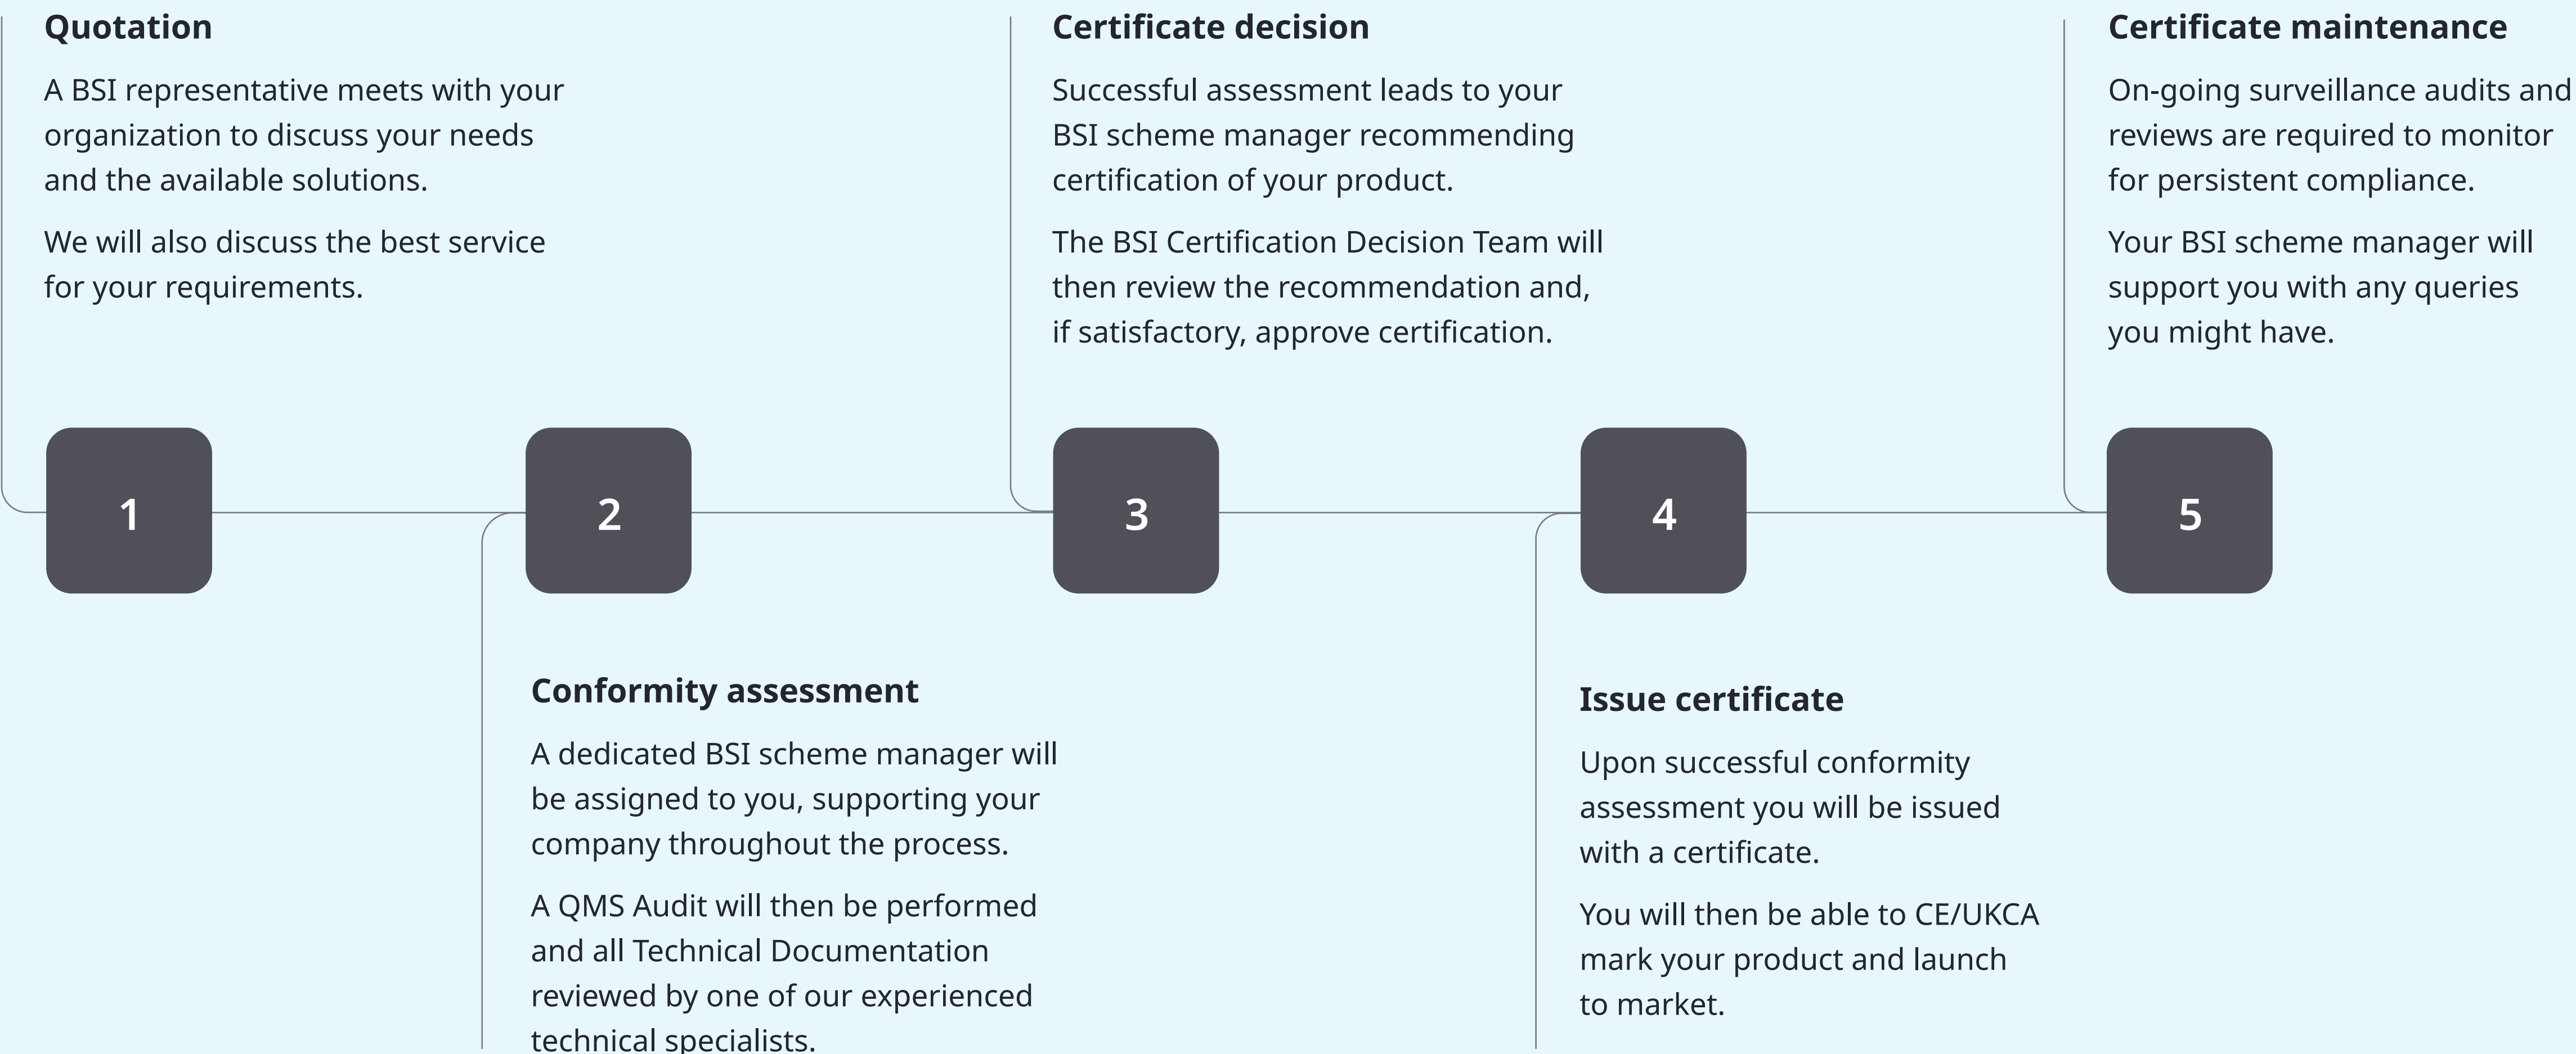 Quotation
A BSI representative meets with your
organization to discuss your needs
and the available solutions.
We will also discuss the best service
for your requirements.
1
Conformity assessment
A dedicated BSI scheme manager will
be assigned to you, supporting your
company throughout the process.
A QMS Audit will then be performed
and all Technical Documentation
reviewed by one of our experienced
technical specialists.
2
Certificate decision
Successful assessment leads to your
BSI scheme manager recommending
certification of your product.
The BSI Certification Decision Team will
then review the recommendation and,
if satisfactory, approve certification.
3
Issue certificate
Upon successful conformity
assessment you will be issued
with a certificate.
You will then be able to CE/UKCA
mark your product and launch
to market.
4
Certificate maintenance
On-going surveillance audits and
reviews are required to monitor
for persistent compliance.
Your BSI scheme manager will
support you with any queries
you might have.
5